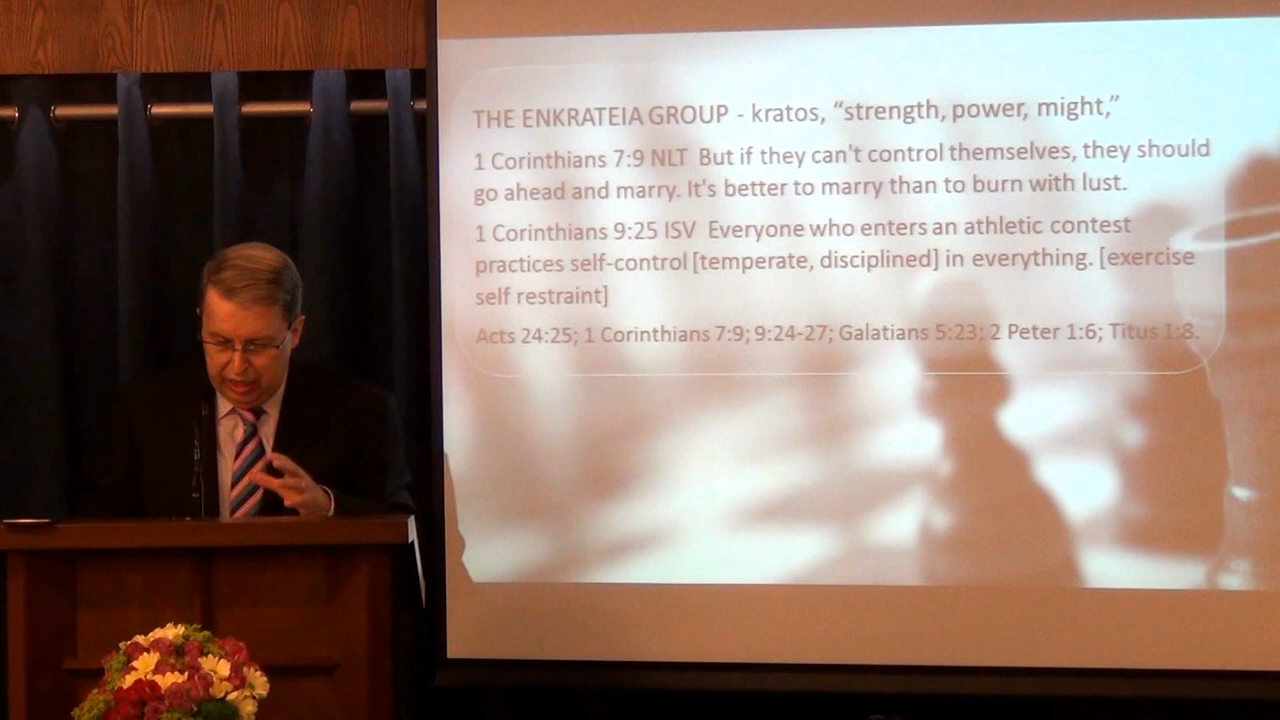 THE ENKRATEIA GROUP - kratos, “strength, power, might,”
1 Corinthians 7:9 NLT  But if they can't control themselves, they should
go ahead and marry. It's better to marry than to burn with lust.
1 Corinthians 9:25 ISV  Everyone who enters an athletic contest
practices self-control [temperate, disciplined] in everything. [exercise
self restraint]
Acts 24:25; 1 Corinthians 7:9; 9:24-27; Galatians 5:23; 2 Peter 1:6; Titus 1:8.